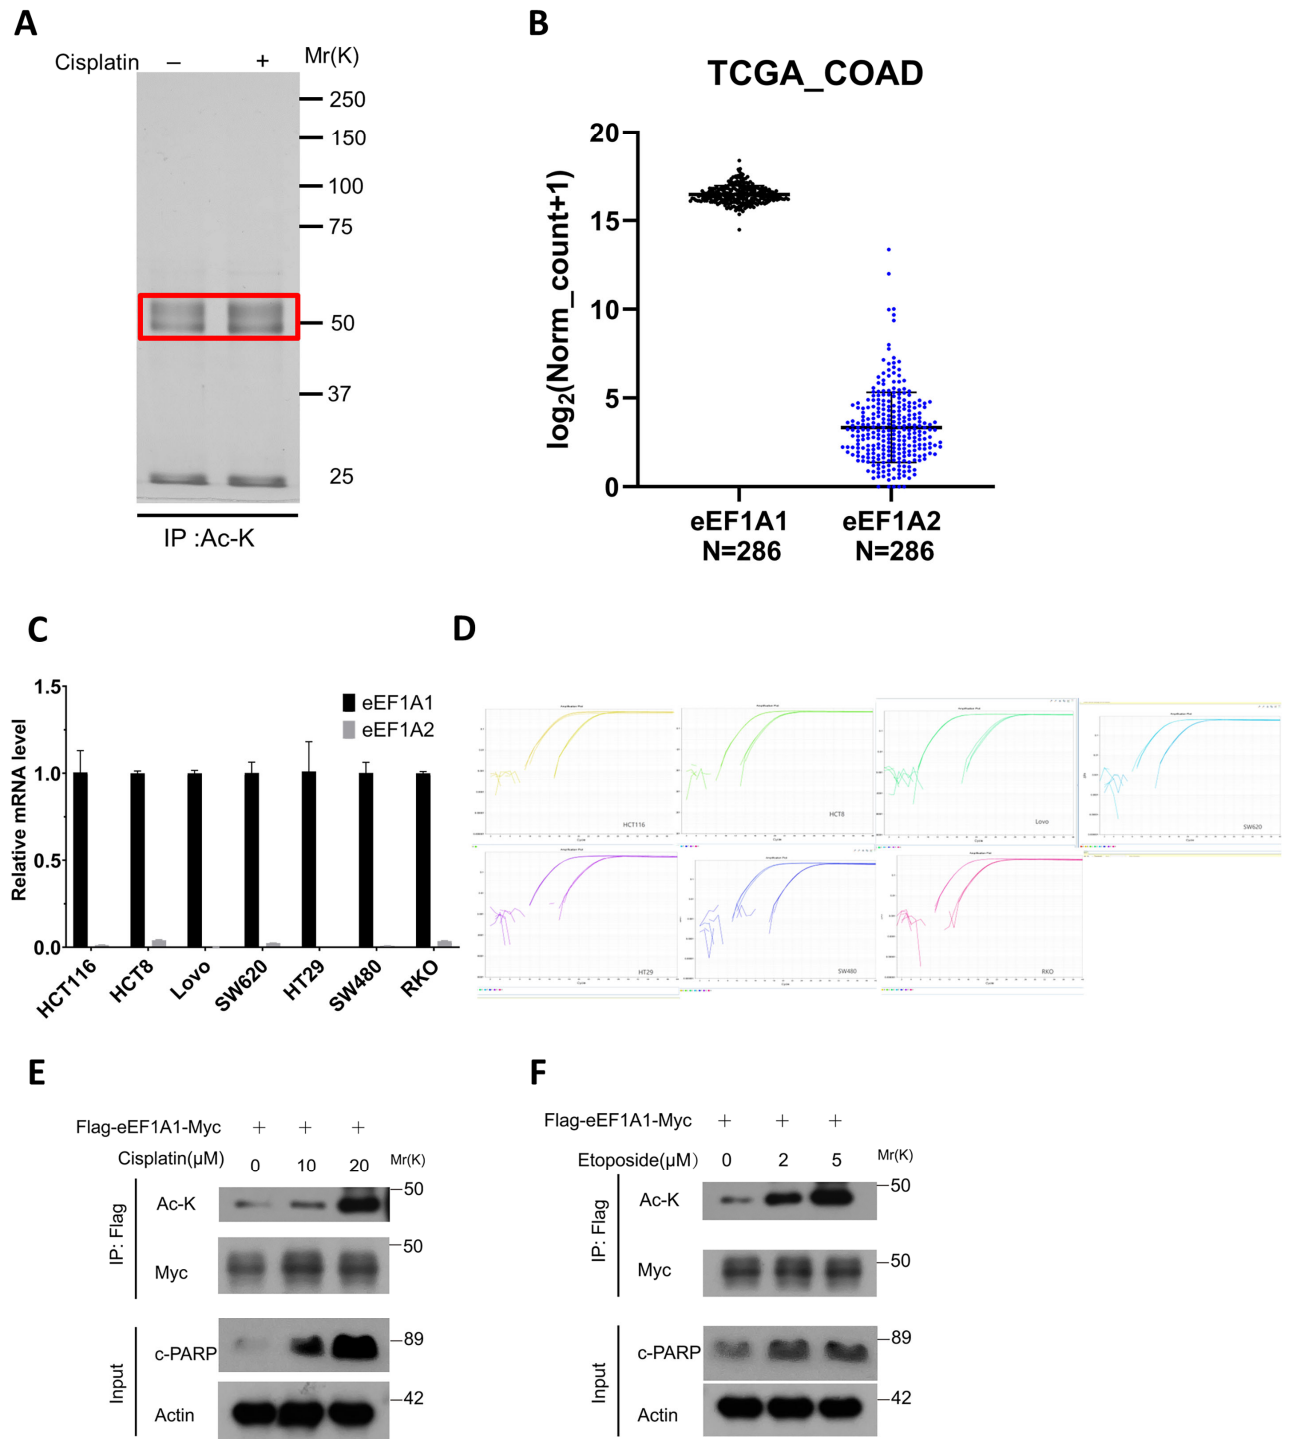 A
Cisplatin – + Mr(K)
250
150
100
75
50
37
25
IP :Ac-K
B
TCGA_COAD
log2(Norm_count+1)
20
15
10
5
0
eEF1A1 eEF1A2
N=286 N=286
C
Relative mRNA level
1.5
1.0
0.5
0.0
eEF1A1
eEF1A2
HCT116 HCT8 Lovo SW620 HT29 SW480 RKO
D
HCT116
HCT8
Lovo
SW620
HT29
SW480
RKO
E
Flag-eEF1A1-Myc + + +
Cisplatin(μM) 0 10 20 Mr(K)
IP: Flag
Ac-K 50
Myc 50
Input
c-PARP 89
Actin 42
F
Flag-eEF1A1-Myc + + +
Etoposide(μM) 0 2 5 Mr(K)
IP: Flag
Ac-K 50
Myc 50
Input
c-PARP 89
Actin 42